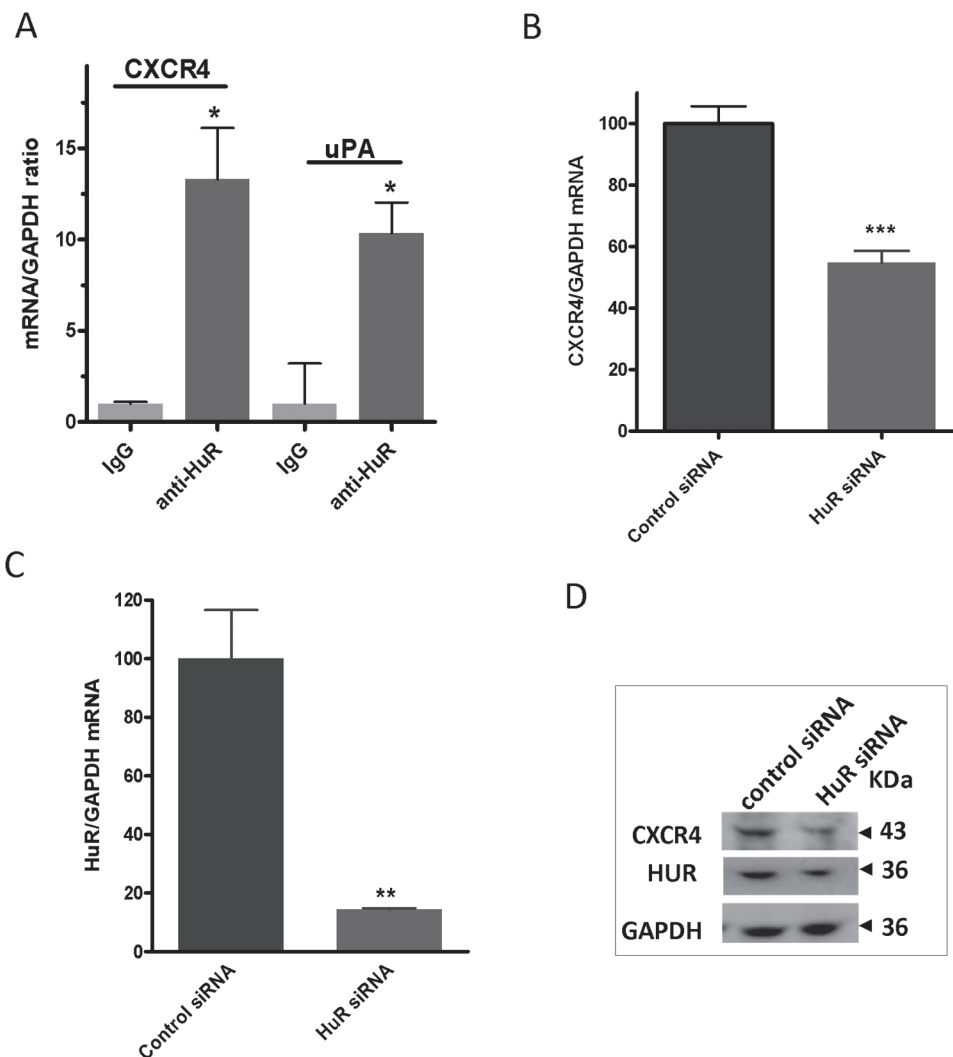 A
CXCR4
*
uPA
*
mRNA/GAPDH ratio
15
10
5
0
IgG
anti-HuR
IgG
anti-HuR
B
CXCR4/GAPDH mRNA
100
80
60
40
20
0
***
Control siRNA
HuR siRNA
C
HuR/GAPDH mRNA
120
100
80
60
40
20
0
**
Control siRNA
HuR siRNA
D
control siRNA
HuR siRNA
KDa
CXCR4 43
HUR 36
GAPDH 36